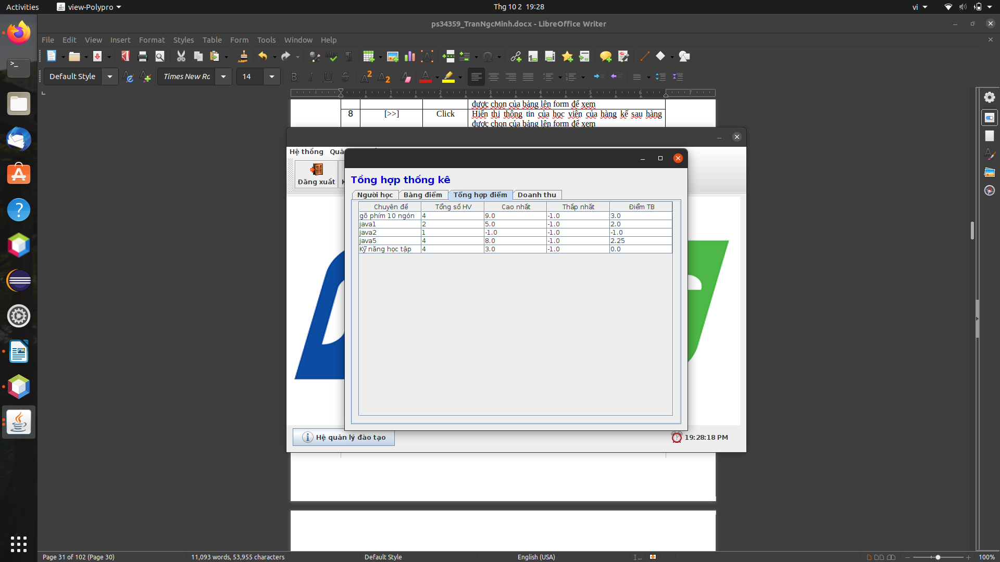 Activities
view-Polypro
Thg 10 2 19:28
vi
ps34359_TranNgcMinh.docx - LibreOffice Writer
File Edit View Insert Format Styles Table Form Tools Window Help
Default Style
Times New Ro
14
1 2 3 4 5 6 7
được chọn của bảng lên form để xem
8 [>>] Click Hiển thị thông tin của học viên của hàng kế sau hàng
được chọn của bảng lên form để xem
Hệ thống Quả
Đăng xuất K
Tổng hợp thống kê
Người học Bảng điểm Tổng hợp điểm Doanh thu
Chuyên đề Tổng số HV Cao nhất Thấp nhất Điểm TB
gõ phím 10 ngón 4 9.0 -1.0 3.0
java1 2 5.0 -1.0 2.0
java2 1 -1.0 -1.0 -1.0
java5 4 8.0 -1.0 2.25
Kỹ năng học tập 4 3.0 -1.0 0.0
Hệ quản lý đào tạo
19:28:18 PM
Page 31 of 102 (Page 30)
11,093 words, 53,955 characters
Default Style
English (USA)
100%